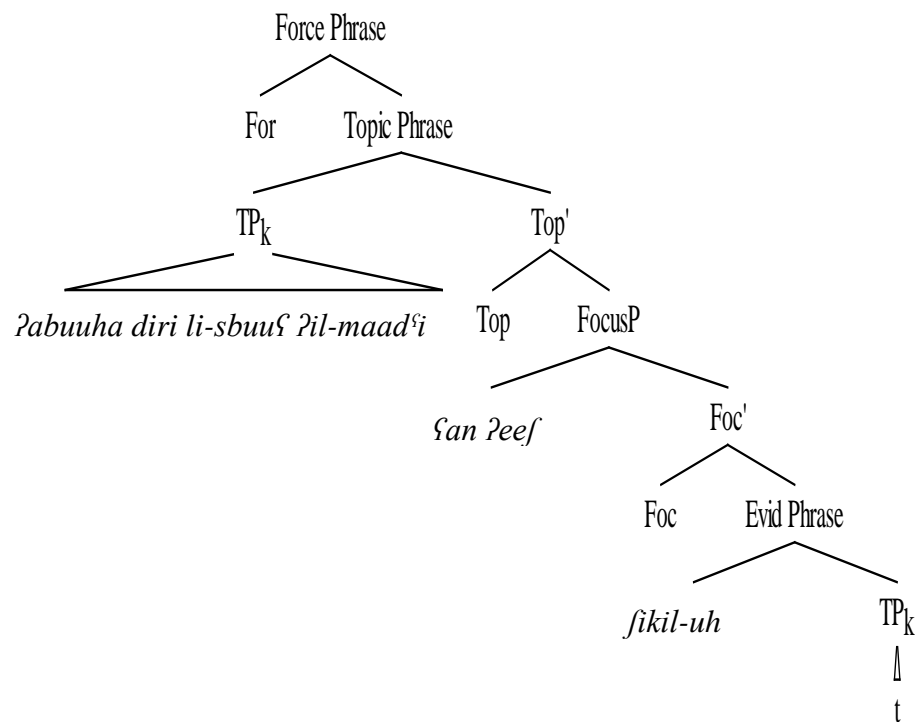 Force Phrase
For Topic Phrase
TPk Top'
ʔabuuha diri li-sbuuʕ ʔil-maadˤi Top FocusP
ʕan ʔeeʃ Foc'
Foc Evid Phrase
ʃikil-uh TPk
t